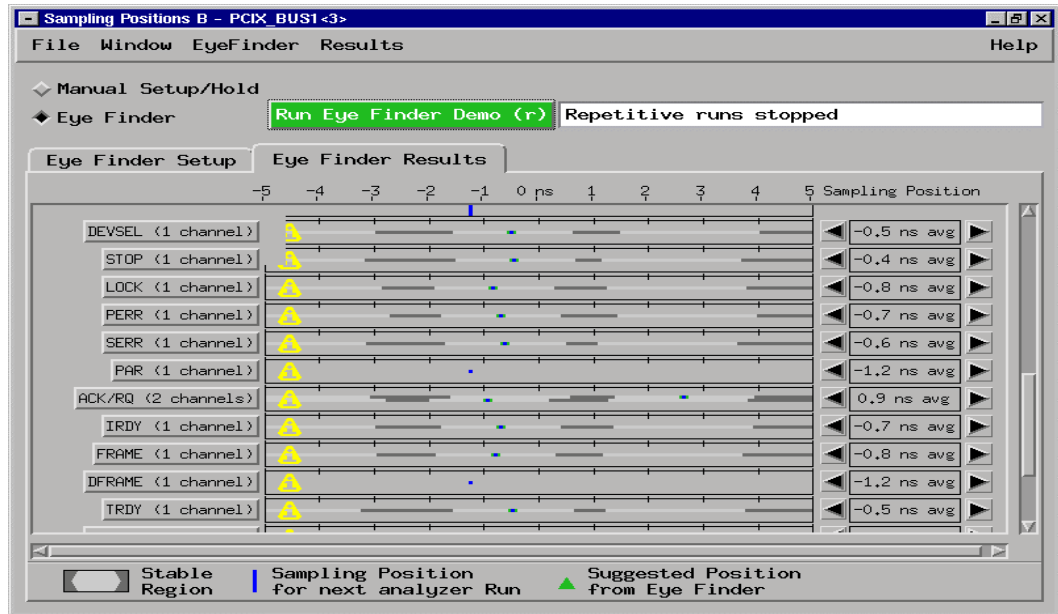 Sampling Positions B - PCIX_BUS1<3>
File Window EyeFinder Results Help
Manual Setup/Hold
Eye Finder Run Eye Finder Demo (r) Repetitive runs stopped
Eye Finder Setup Eye Finder Results
-5 -4 -3 -2 -1 0 ns 1 2 3 4 5 Sampling Position
DEVSEL (1 channel) -0.5 ns avg
STOP (1 channel) -0.4 ns avg
LOCK (1 channel) -0.8 ns avg
PERR (1 channel) -0.7 ns avg
SERR (1 channel) -0.6 ns avg
PAR (1 channel) -1.2 ns avg
ACK/RQ (2 channels) 0.9 ns avg
IRDY (1 channel) -0.7 ns avg
FRAME (1 channel) -0.8 ns avg
DFRAME (1 channel) -1.2 ns avg
TRDY (1 channel) -0.5 ns avg
Stable Region
Sampling Position for next analyzer Run
Suggested Position from Eye Finder